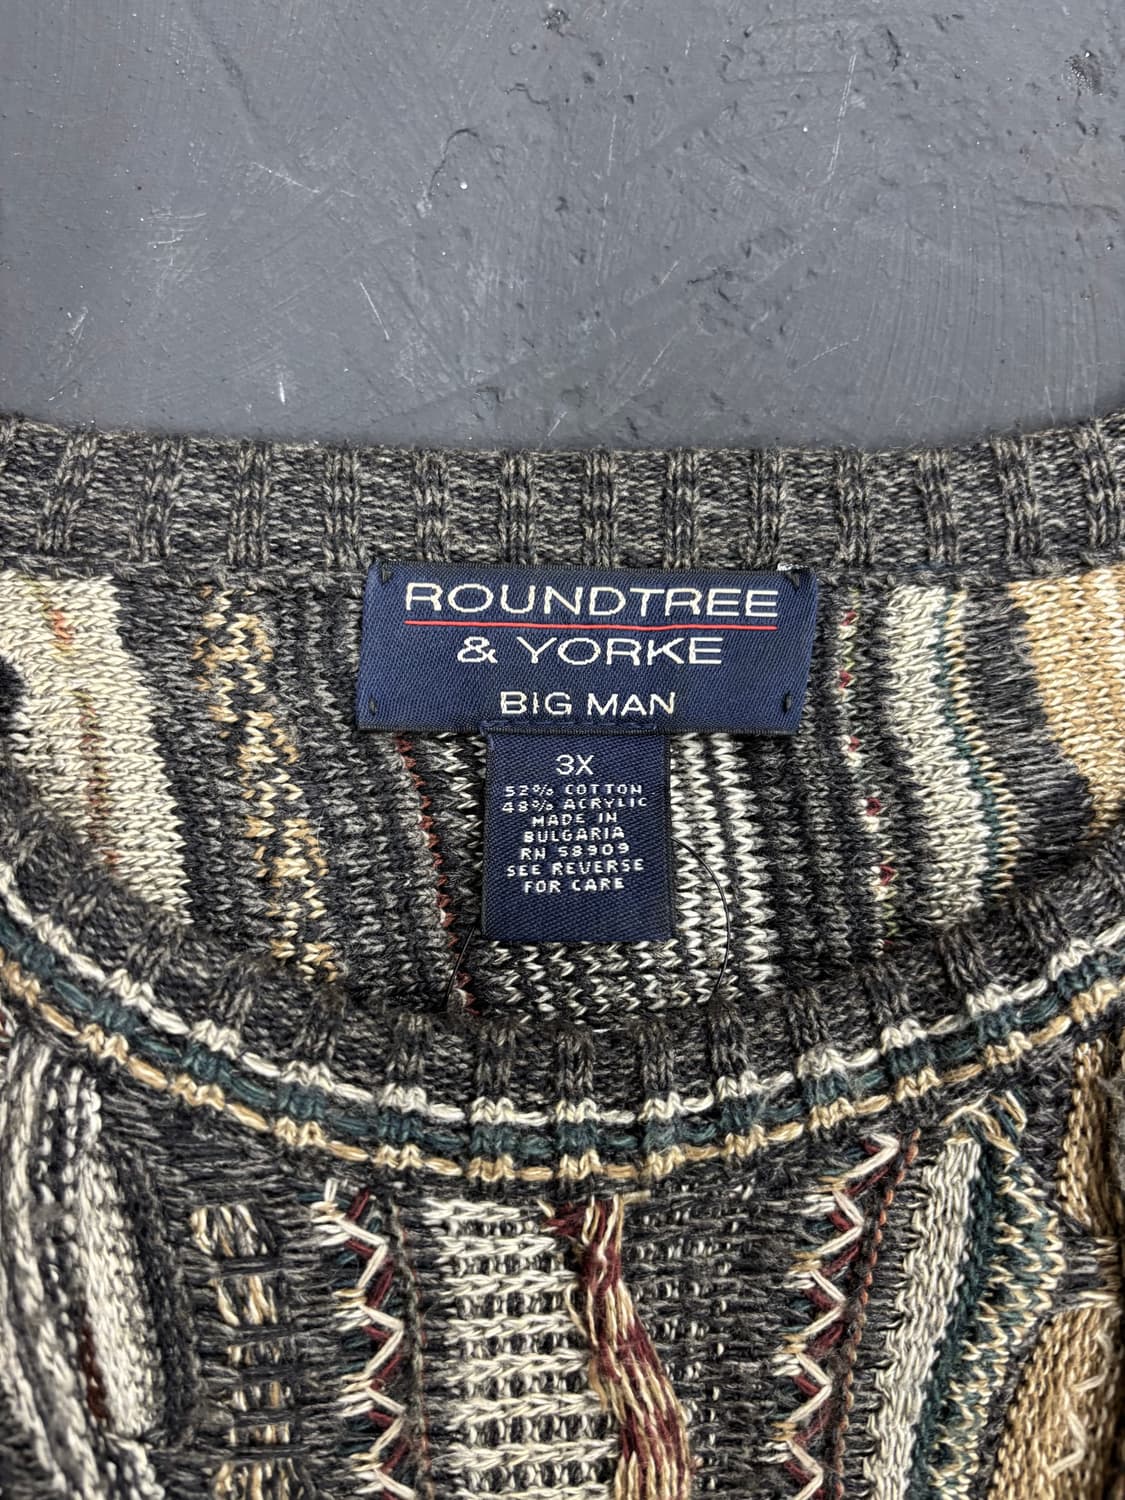 ROUNDTREE
& YORKE
BIG MAN
3X
52% COTTON
48% ACRYLIC
MADE IN
BULGARIA
RN 58909
SEE REVERSE
FOR CARE